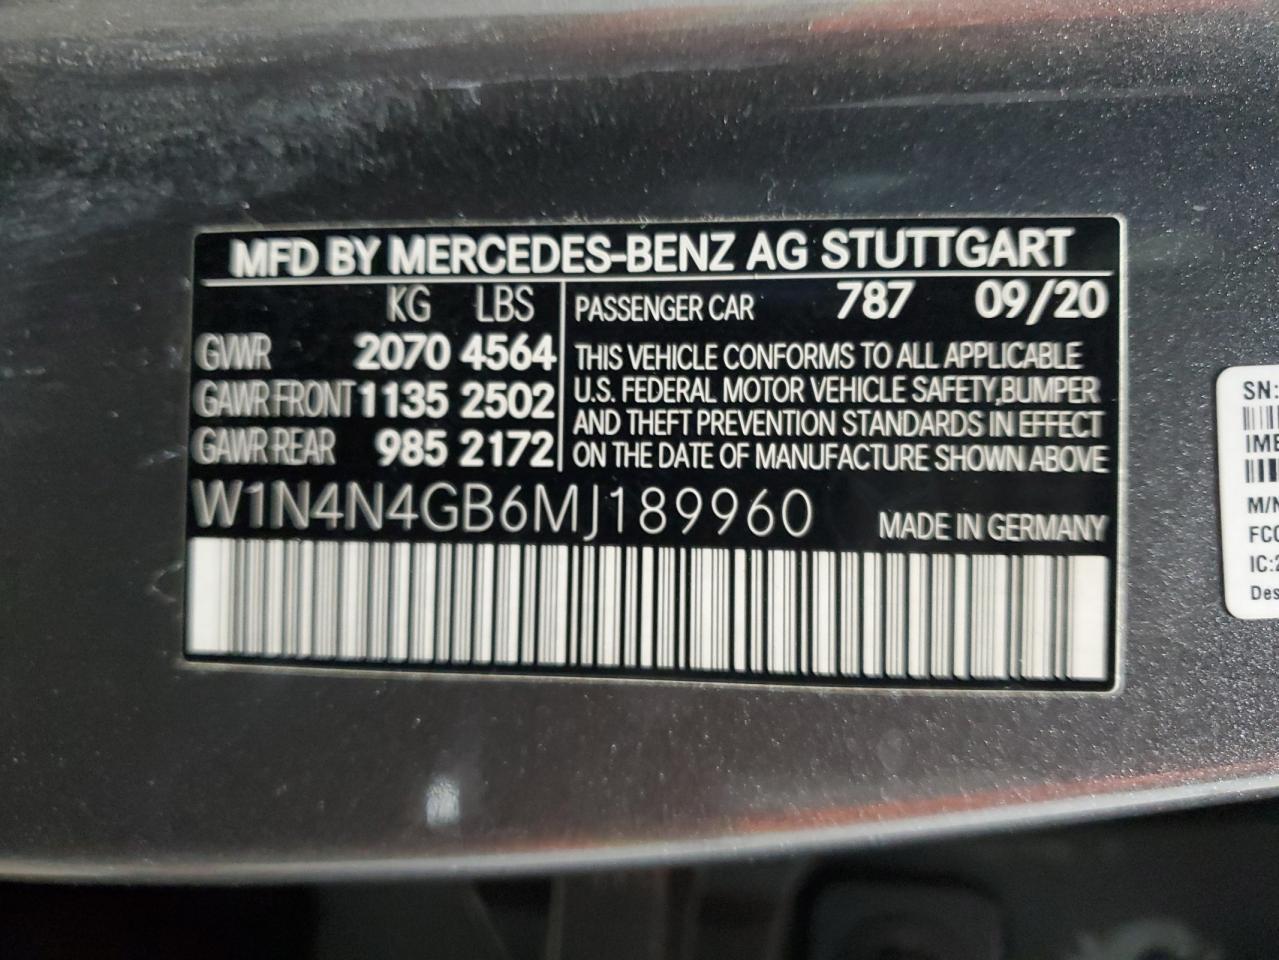 MFD BY MERCEDES-BENZ AG STUTTGART
KG LBS
GVWR 2070 4564
GAWR FRONT 1135 2502
GAWR REAR 985 2172
PASSENGER CAR 787 09/20
THIS VEHICLE CONFORMS TO ALL APPLICABLE
U.S. FEDERAL MOTOR VEHICLE SAFETY, BUMPER
AND THEFT PREVENTION STANDARDS IN EFFECT
ON THE DATE OF MANUFACTURE SHOWN ABOVE
W1N4N4GB6MJ189960 MADE IN GERMANY
SN:
M/N
IC:2